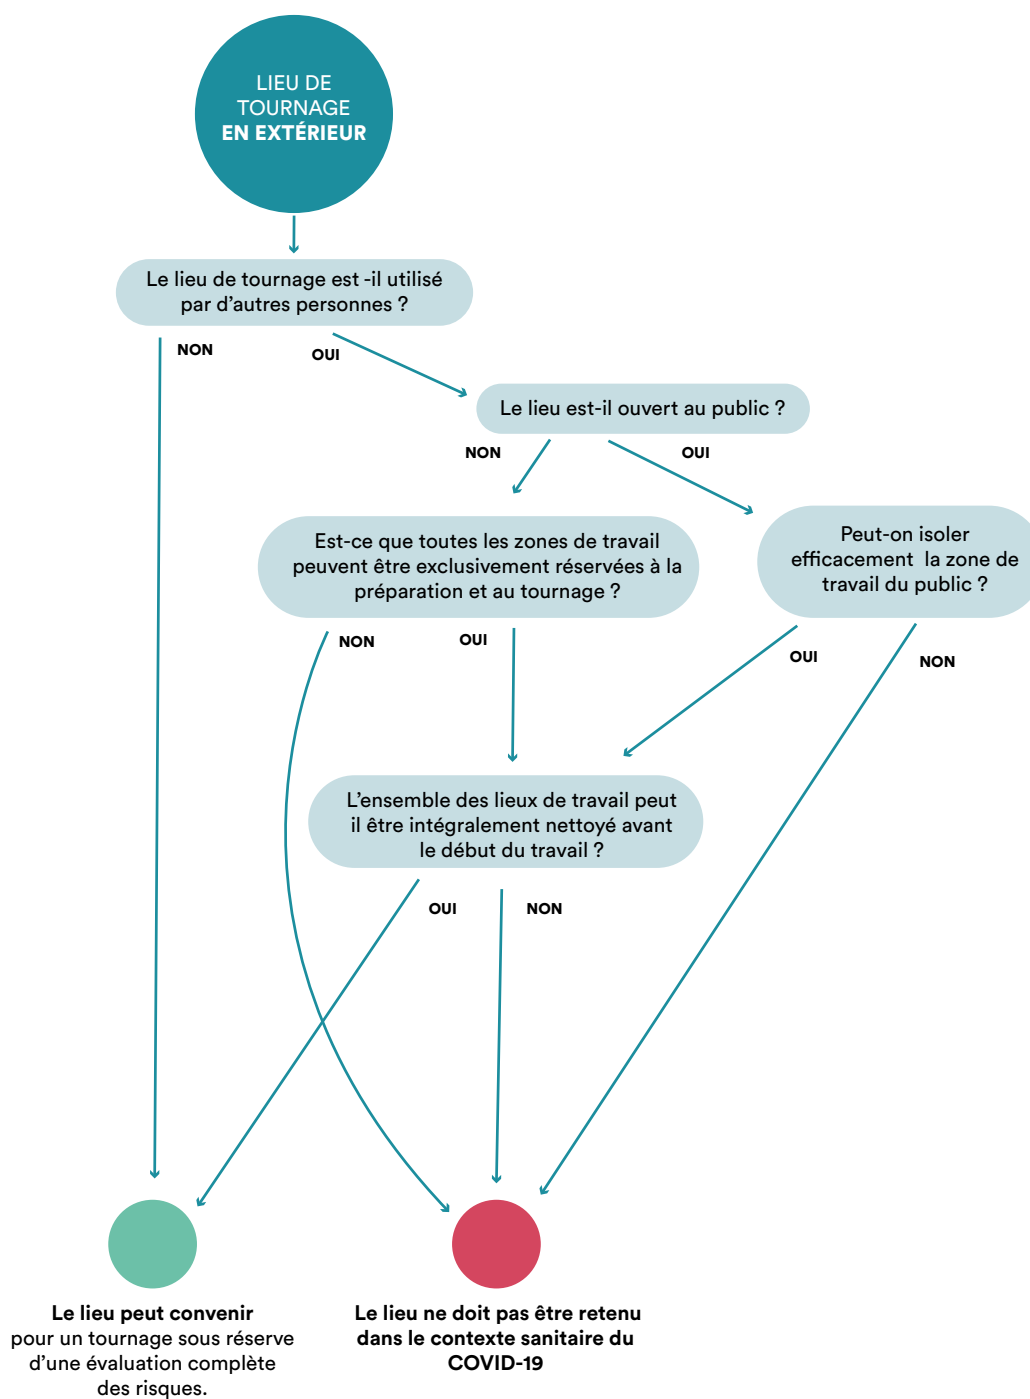 LIEU DE
TOURNAGE
EN EXTÉRIEUR
Le lieu de tournage est -il utilisé
par d’autres personnes ?
NON
OUI
Le lieu est-il ouvert au public ?
NON
OUI
Est-ce que toutes les zones de travail
peuvent être exclusivement réservées à la
préparation et au tournage ?
Peut-on isoler
efficacement la zone de
travail du public ?
NON
OUI
OUI
NON
L’ensemble des lieux de travail peut
il être intégralement nettoyé avant
le début du travail ?
OUI
NON
Le lieu peut convenir
pour un tournage sous réserve
d’une évaluation complète
des risques.
Le lieu ne doit pas être retenu
dans le contexte sanitaire du
COVID-19